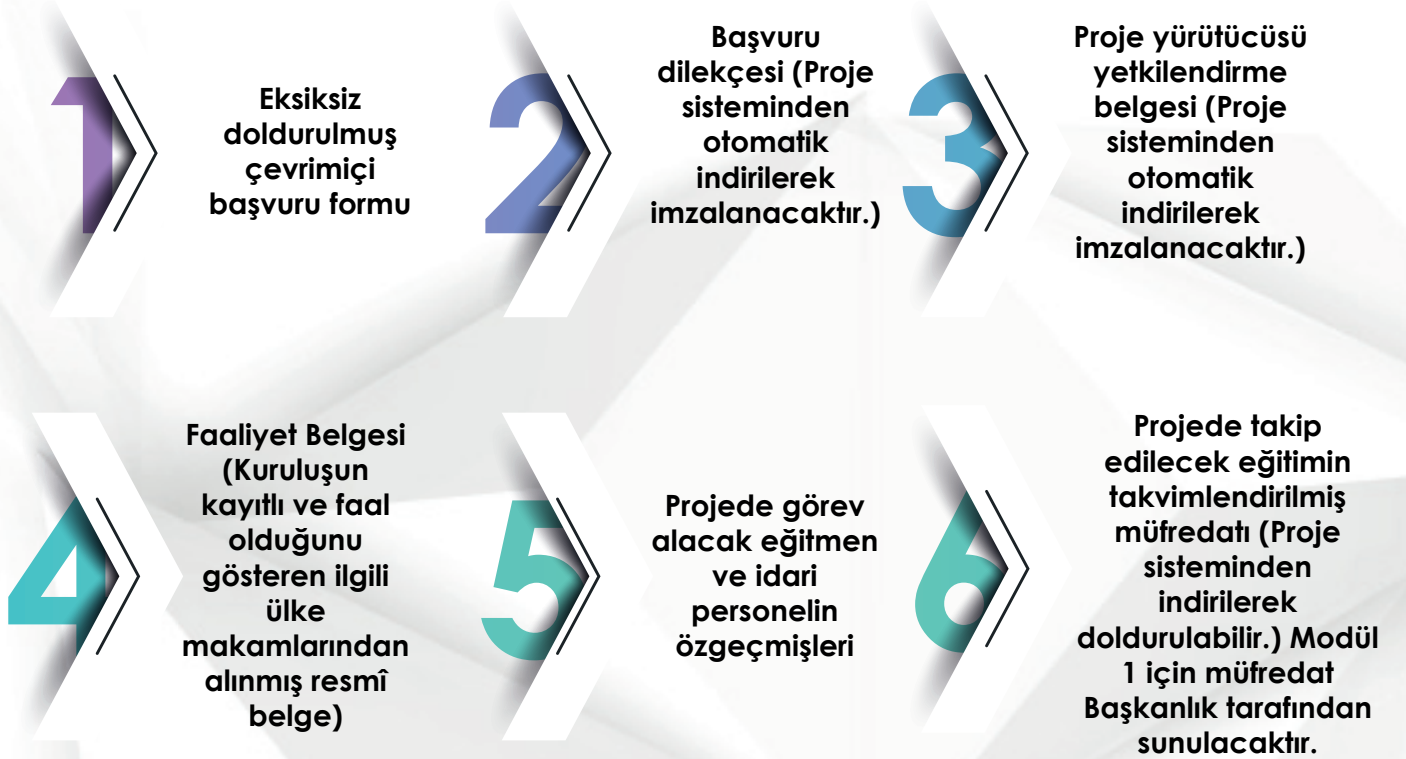 1
Eksiksiz
doldurulmuş
çevrimiçi
başvuru formu
2
Başvuru
dilekçesi (Proje
sisteminden
otomatik
indirilerek
imzalanacaktır.)
3
Proje yürütücüsü
yetkilendirme
belgesi (Proje
sisteminden
otomatik
indirilerek
imzalanacaktır.)
4
Faaliyet Belgesi
(Kuruluşun
kayıtlı ve faal
olduğunu
gösteren ilgili
ülke
makamlarından
alınmış resmî
belge)
5
Projede görev
alacak eğitmen
ve idari
personelin
özgeçmişleri
6
Projede takip
edilecek eğitimin
takvimlendirilmiş
müfredatı (Proje
sisteminden
indirilerek
doldurulabilir.) Modül
1 için müfredat
Başkanlık tarafından
sunulacaktır.